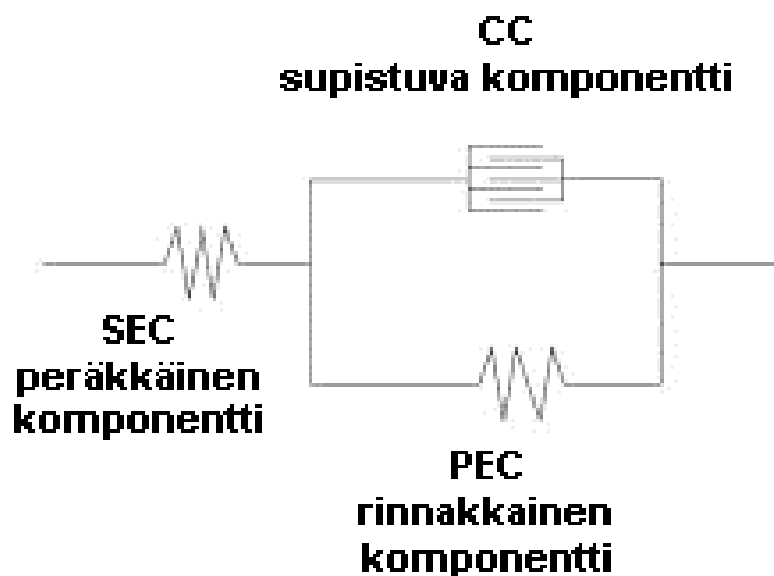 CC
supistuva komponentti
SEC
peräkkäinen
komponentti
PEC
rinnakkainen
komponentti